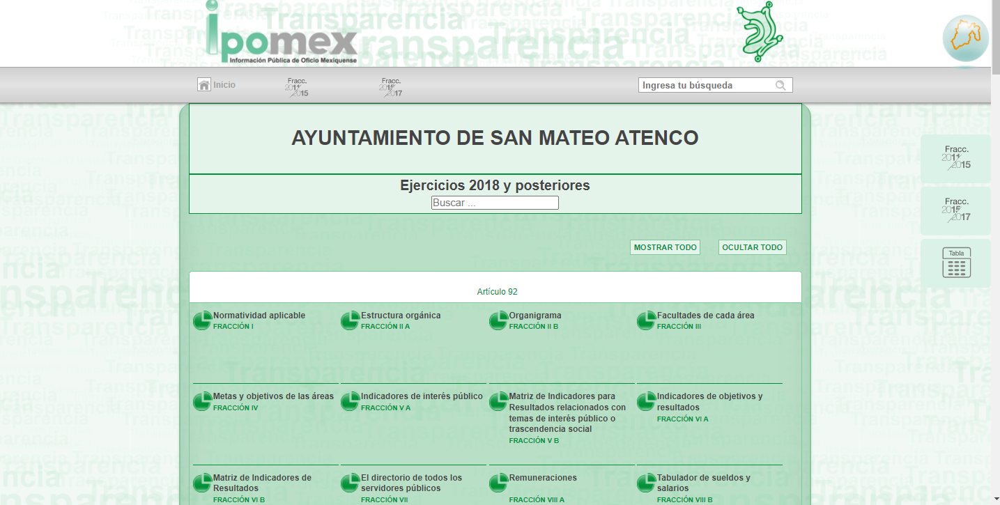 ipomex
Información Pública de Oficio Mexiquense
Inicio
Fracc.
2011
2015
Fracc.
2015
2017
Ingresa tu búsqueda
AYUNTAMIENTO DE SAN MATEO ATENCO
Ejercicios 2018 y posteriores
Buscar ...
Fracc.
2011
2015
Fracc.
2015
2017
Tabla
MOSTRAR TODO OCULTAR TODO
Artículo 92
Normatividad aplicable
FRACCIÓN I
Estructura orgánica
FRACCIÓN II A
Organigrama
FRACCIÓN II B
Facultades de cada área
FRACCIÓN III
Metas y objetivos de las áreas
FRACCIÓN IV
Indicadores de interés público
FRACCIÓN V A
Matriz de Indicadores para
Resultados relacionados con
temas de interés público o
trascendencia social
FRACCIÓN V B
Indicadores de objetivos y
resultados
FRACCIÓN VI A
Matriz de Indicadores de
Resultados
FRACCIÓN VI B
El directorio de todos los
servidores públicos
FRACCIÓN VII
Remuneraciones
FRACCIÓN VIII A
Tabulador de sueldos y
salarios
FRACCIÓN VIII B